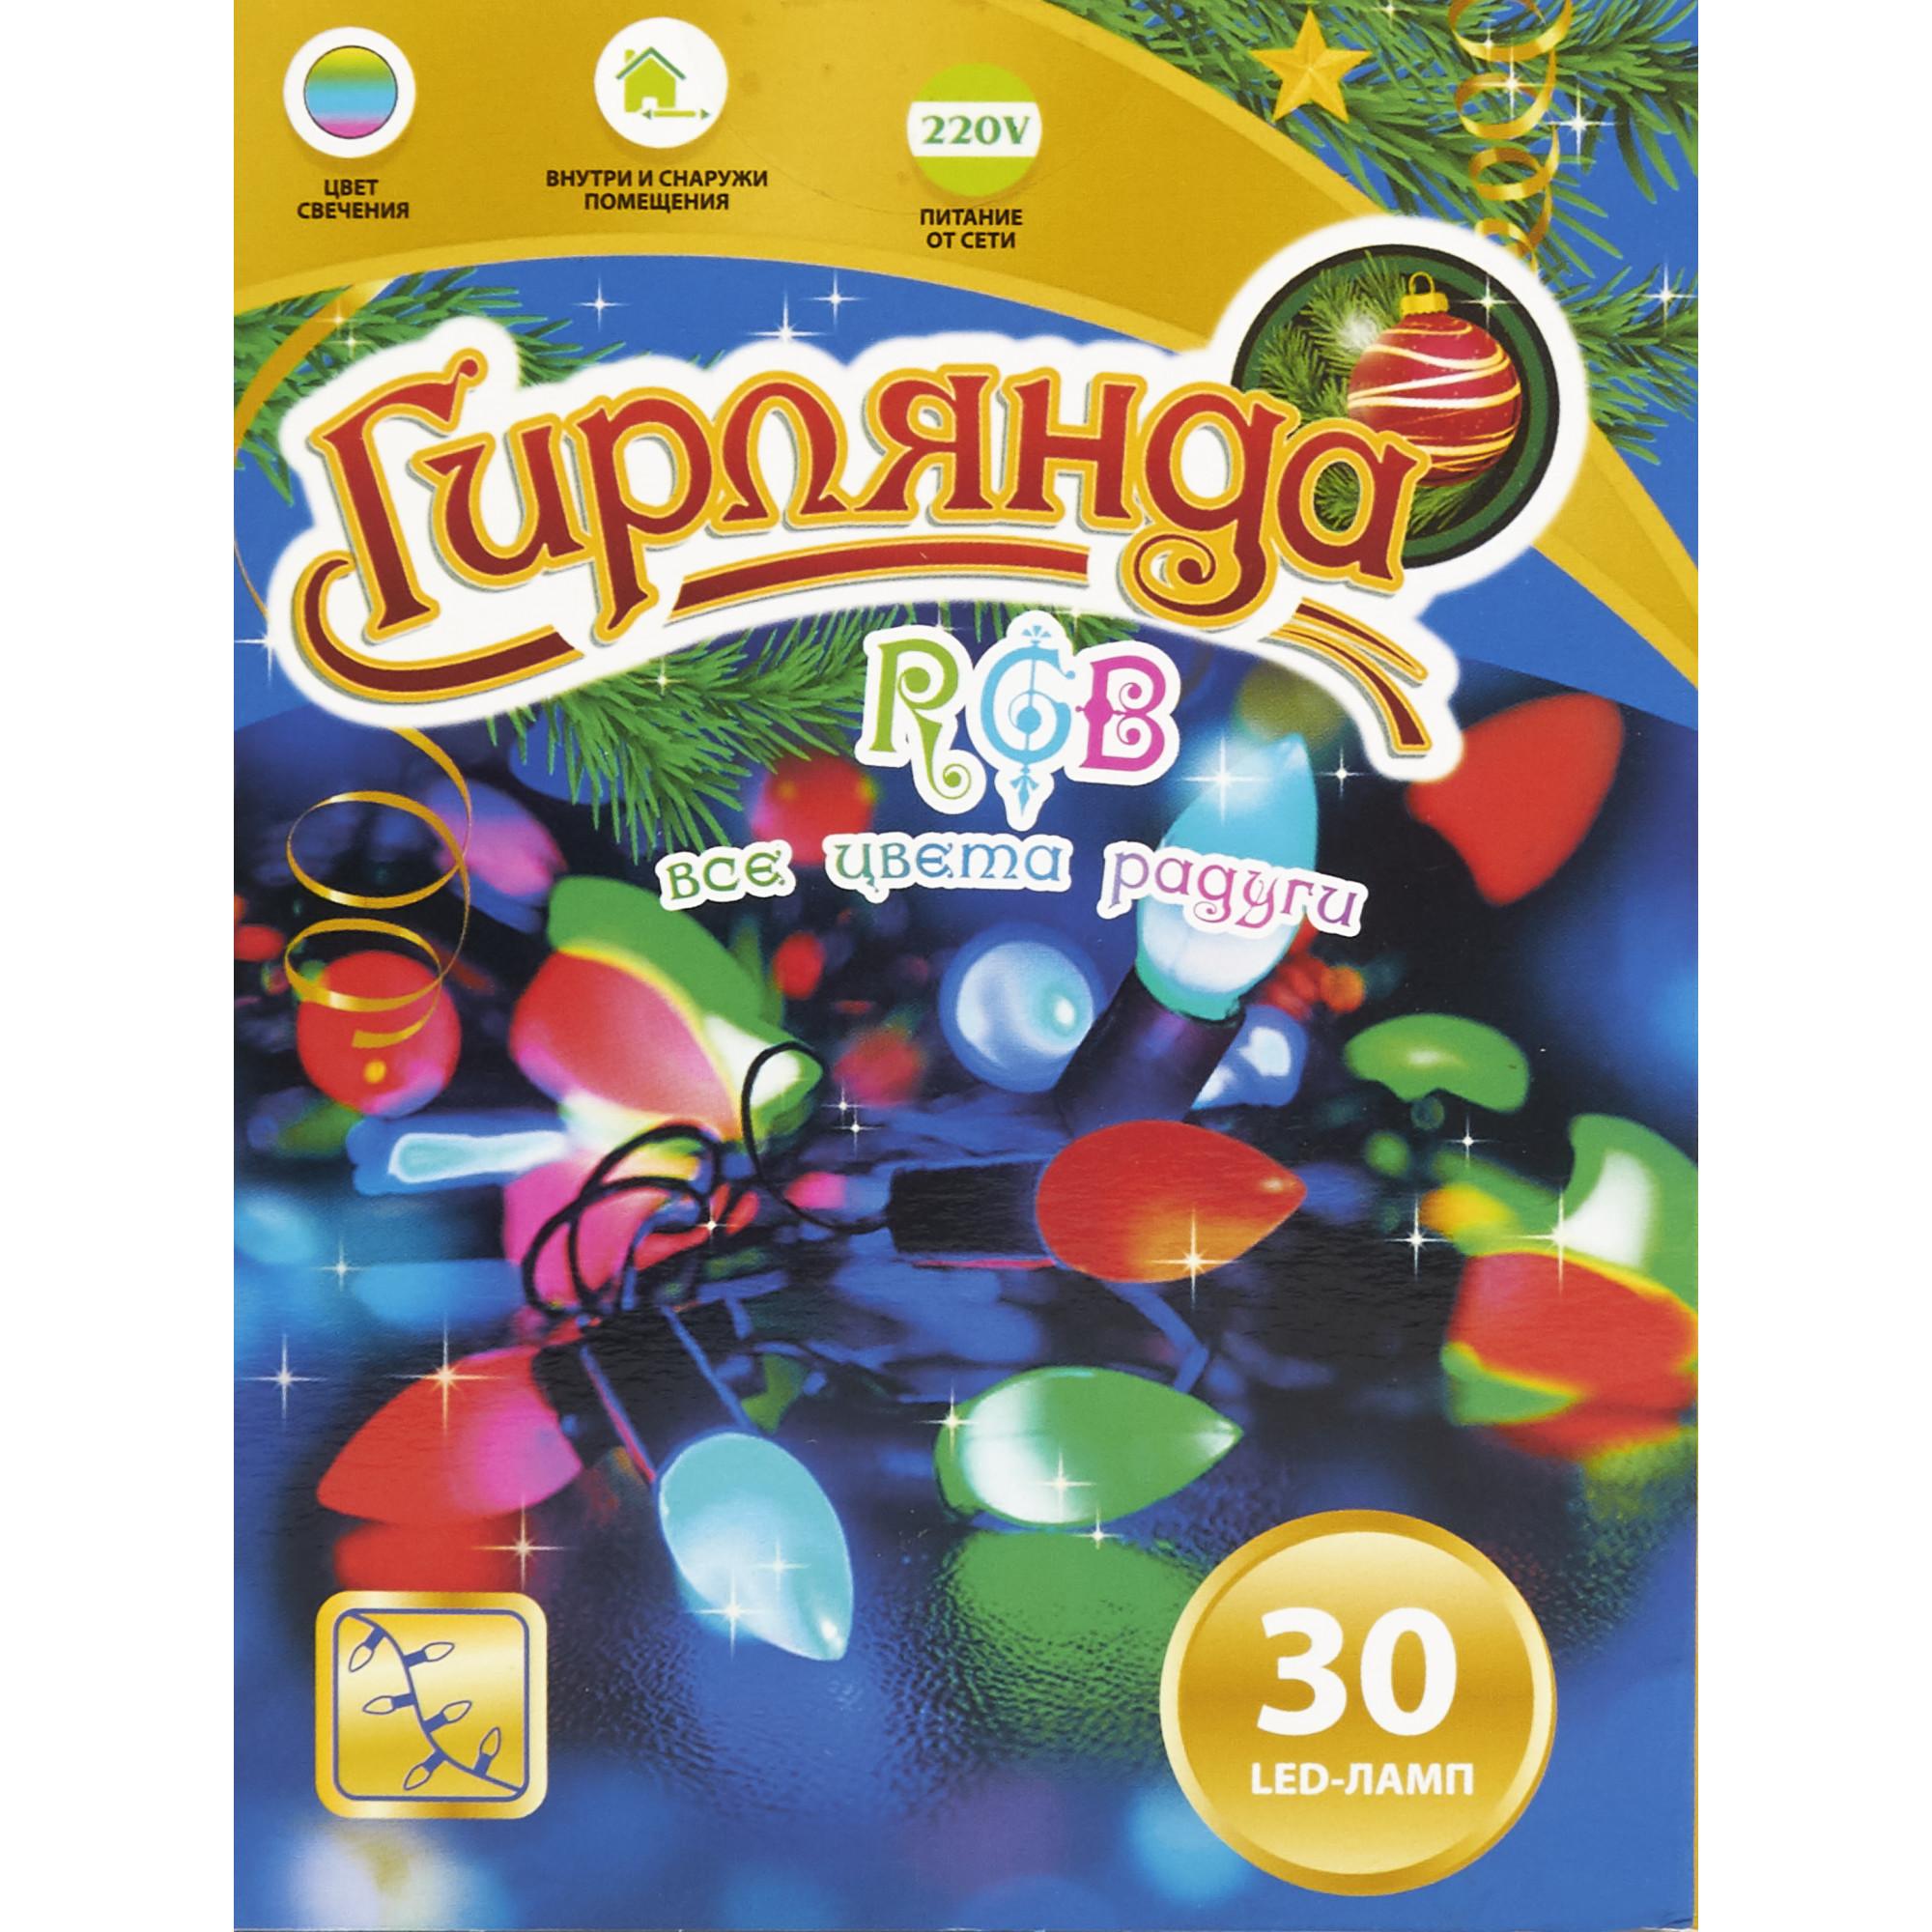 ЦВЕТ
СВЕЧЕНИЯ
ВНУТРИ И СНАРУЖИ
ПОМЕЩЕНИЯ
220V
ПИТАНИЕ
ОТ СЕТИ
Гирлянда
RGB
все цвета радуги
30
LED-ЛАМП